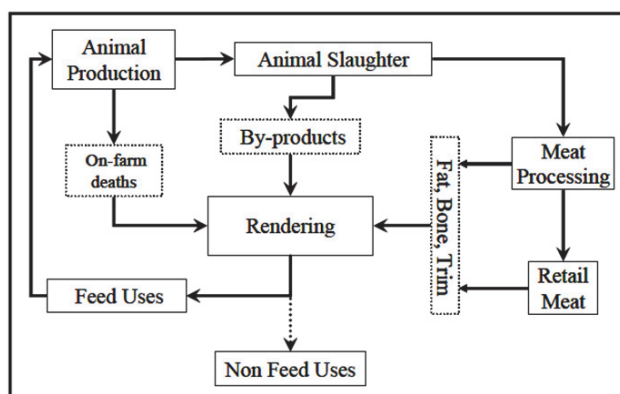 Animal
Production
Animal Slaughter
By-products
On-farm
deaths
Meat
Processing
Fat, Bone, Trim
Rendering
Retail
Meat
Feed Uses
Non Feed Uses